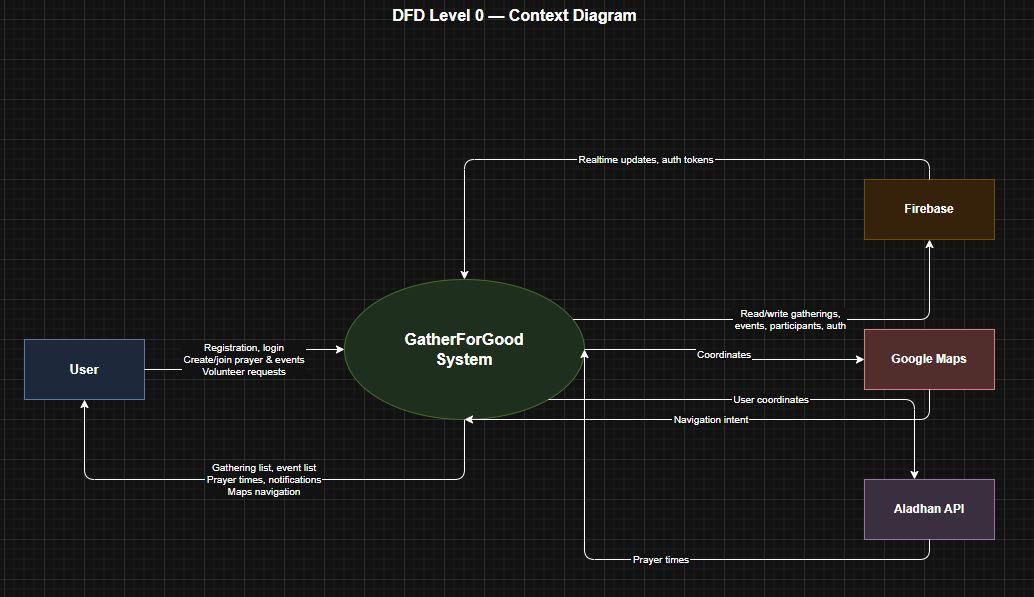 DFD Level 0 — Context Diagram
Realtime updates, auth tokens
Firebase
Read/write gatherings,
events, participants, auth
GatherForGood
System
Registration, login
Create/join prayer & events
Volunteer requests
User
Coordinates
Google Maps
User coordinates
Navigation intent
Gathering list, event list
Prayer times, notifications
Maps navigation
Aladhan API
Prayer times